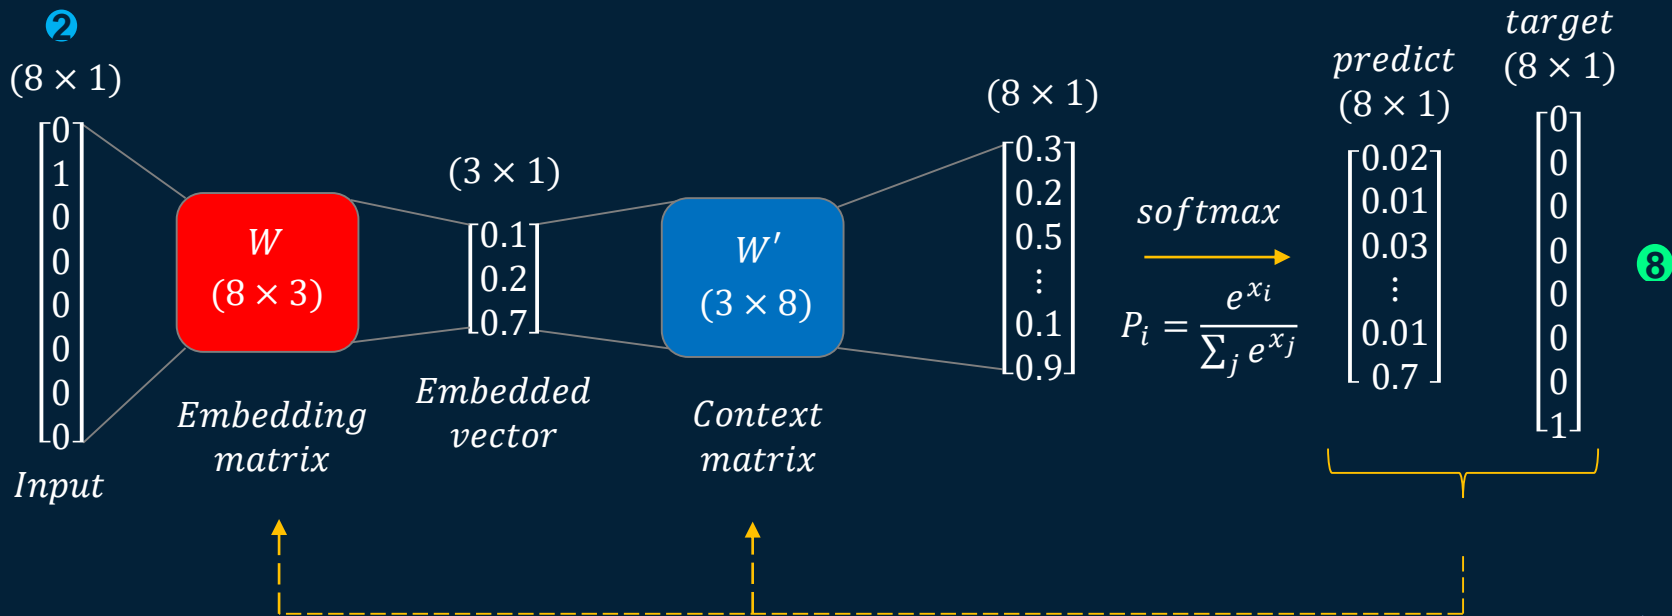 2
(8 × 1)
[0
1
0
0
0
0
0
0]
Input
W
(8 × 3)
Embedding
matrix
(3 × 1)
[0.1
0.2
0.7]
Embedded
vector
W′
(3 × 8)
Context
matrix
(8 × 1)
[0.3
0.2
0.5
⋮
0.1
0.9]
softmax
P_i = e^{x_i} / ∑_j e^{x_j}
predict
(8 × 1)
[0.02
0.01
0.03
⋮
0.01
0.7]
target
(8 × 1)
[0
0
0
0
0
0
0
1]
8